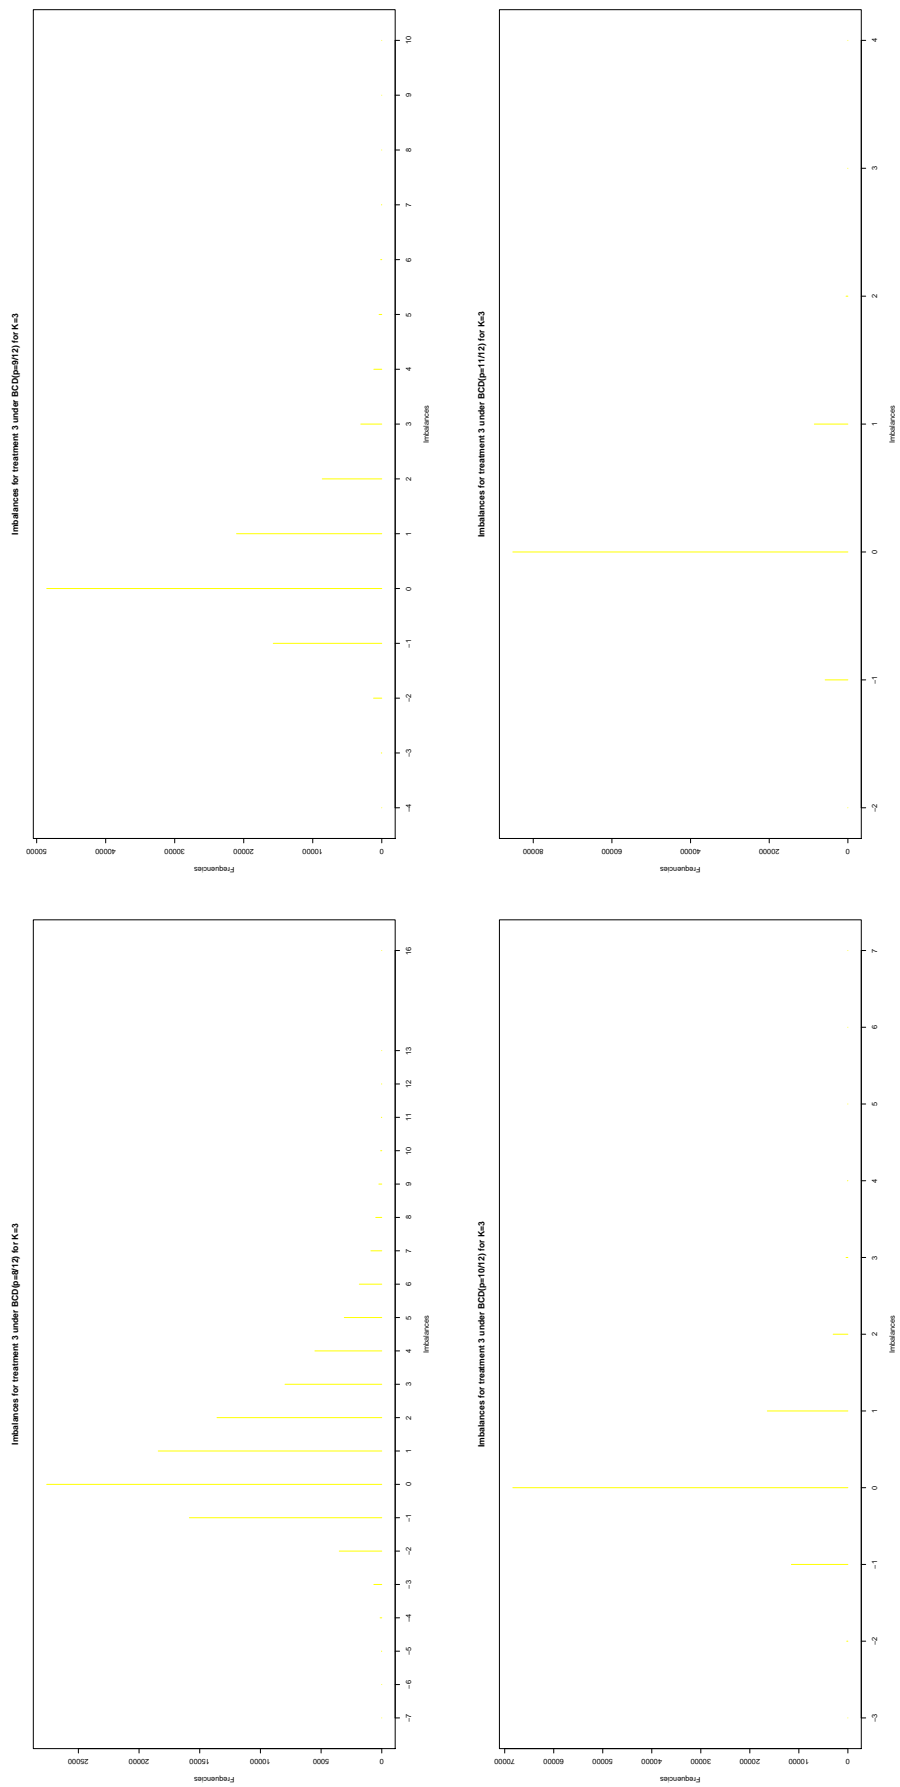 Imbalances for treatment 3 under BCD(p=8/12) for K=3
Frequencies
25000
20000
15000
10000
5000
0
−7 −6 −5 −4 −3 −2 −1 0 1 2 3 4 5 6 7 8 9 10 11 12 13 16
Imbalances
Imbalances for treatment 3 under BCD(p=9/12) for K=3
Frequencies
50000
40000
30000
20000
10000
0
−4 −3 −2 −1 0 1 2 3 4 5 6 7 8 9 10
Imbalances
Imbalances for treatment 3 under BCD(p=10/12) for K=3
Frequencies
70000
60000
50000
40000
30000
20000
10000
0
−3 −2 −1 0 1 2 3 4 5 6 7
Imbalances
Imbalances for treatment 3 under BCD(p=11/12) for K=3
Frequencies
80000
60000
40000
20000
0
−2 −1 0 1 2 3 4
Imbalances